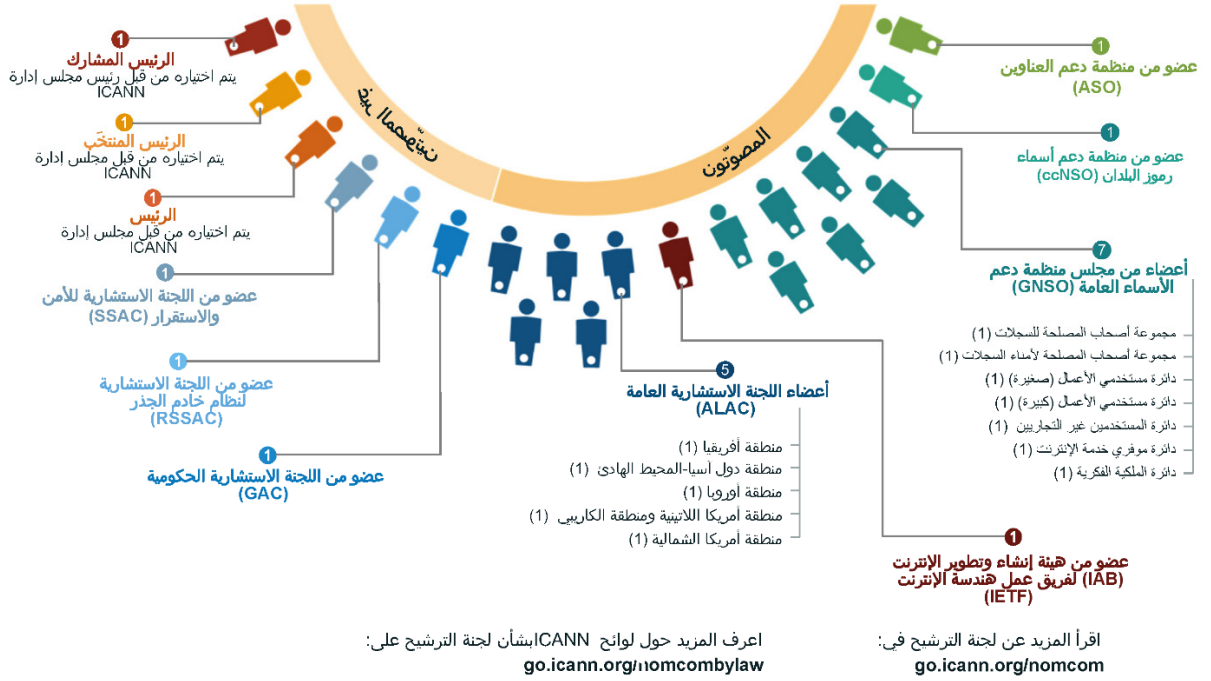 1
الرئيس المشارك
يتم اختياره من قبل رئيس مجلس إدارة
ICANN
1
الرئيس المنتخَب
يتم اختياره من قبل مجلس إدارة
ICANN
1
الرئيس
يتم اختياره من قبل مجلس إدارة
ICANN
1
عضو من اللجنة الاستشارية للأمن
والاستقرار (SSAC)
1
عضو من اللجنة الاستشارية
لنظام خادم الجذر
(RSSAC)
1
عضو من اللجنة الاستشارية الحكومية
(GAC)
المصوّتون
1
عضو من منظمة دعم العناوين
(ASO)
1
عضو من منظمة دعم أسماء
رموز البلدان (ccNSO)
7
أعضاء من مجلس منظمة دعم
الأسماء العامة (GNSO)
مجموعة أصحاب المصلحة للسجلات (1)
مجموعة أصحاب المصلحة لأمناء السجلات (1)
دائرة مستخدمي الأعمال (صغيرة) (1)
دائرة مستخدمي الأعمال (كبيرة) (1)
دائرة المستخدمين غير التجاريين (1)
دائرة موفري خدمة الإنترنت (1)
دائرة الملكية الفكرية (1)
5
أعضاء اللجنة الاستشارية العامة
(ALAC)
منطقة أفريقيا (1)
منطقة دول آسيا-المحيط الهادئ (1)
منطقة أوروبا (1)
منطقة أمريكا اللاتينية ومنطقة الكاريبي (1)
منطقة أمريكا الشمالية (1)
1
عضو من هيئة إنشاء وتطوير الإنترنت
(IAB) لفريق عمل هندسة الإنترنت
(IETF)
اقرأ المزيد عن لجنة الترشيح في:
go.icann.org/nomcom
اعرف المزيد حول لوائح ICANNبشأن لجنة الترشيح على:
go.icann.org/nomcombylaw